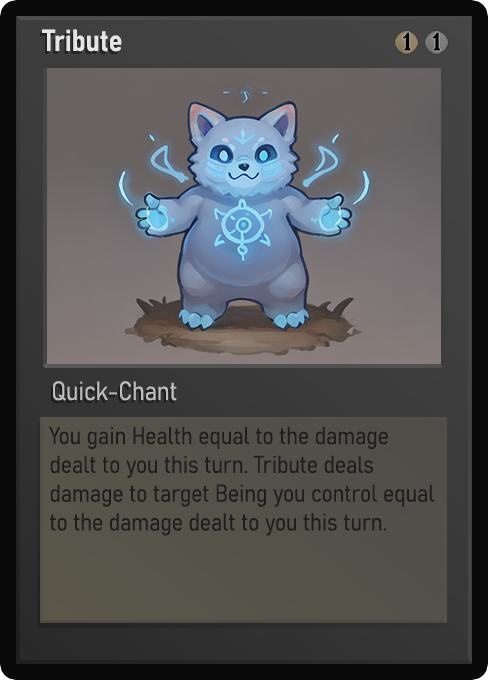 Tribute 1 1
Quick-Chant
You gain Health equal to the damage
dealt to you this turn. Tribute deals
damage to target Being you control equal
to the damage dealt to you this turn.